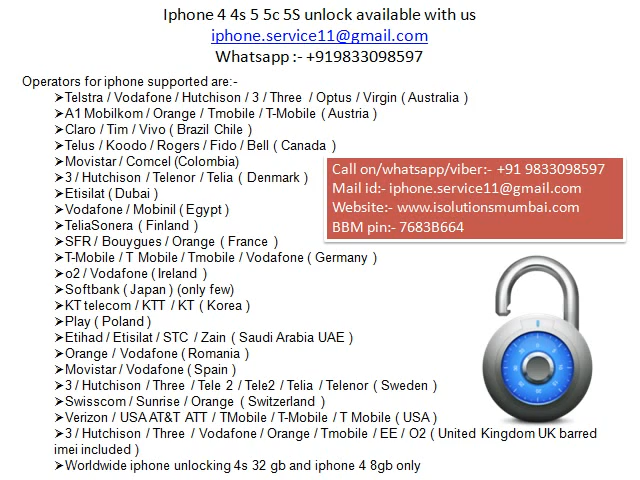 Iphone 4 4s 5 5c 5S unlock available with us
iphone.service11@gmail.com
Whatsapp :- +919833098597
Operators for iphone supported are:-
➢Telstra / Vodafone / Hutchison / 3 / Three / Optus / Virgin ( Australia )
➢A1 Mobilkom / Orange / Tmobile / T-Mobile ( Austria )
➢Claro / Tim / Vivo ( Brazil Chile )
➢Telus / Koodo / Rogers / Fido / Bell ( Canada )
➢Movistar / Comcel (Colombia)
➢3 / Hutchison / Telenor / Telia ( Denmark )
➢Etisilat ( Dubai )
➢Vodafone / Mobinil ( Egypt )
➢TeliaSonera ( Finland )
➢SFR / Bouygues / Orange ( France )
➢T-Mobile / T Mobile / Tmobile / Vodafone ( Germany )
➢o2 / Vodafone ( Ireland )
➢Softbank ( Japan ) (only few)
➢KT telecom / KTT / KT ( Korea )
➢Play ( Poland )
➢Etihad / Etisilat / STC / Zain ( Saudi Arabia UAE )
➢Orange / Vodafone ( Romania )
➢Movistar / Vodafone ( Spain )
➢3 / Hutchison / Three / Tele 2 / Tele2 / Telia / Telenor ( Sweden )
➢Swisscom / Sunrise / Orange ( Switzerland )
➢Verizon / USA AT&T ATT / TMobile / T-Mobile / T Mobile ( USA )
➢3 / Hutchison / Three / Vodafone / Orange / Tmobile / EE / O2 ( United Kingdom UK barred
imei included )
➢Worldwide iphone unlocking 4s 32 gb and iphone 4 8gb only
Call on/whatsapp/viber:- +91 9833098597
Mail id:- iphone.service11@gmail.com
Website:- www.isolutionsmumbai.com
BBM pin:- 7683B664